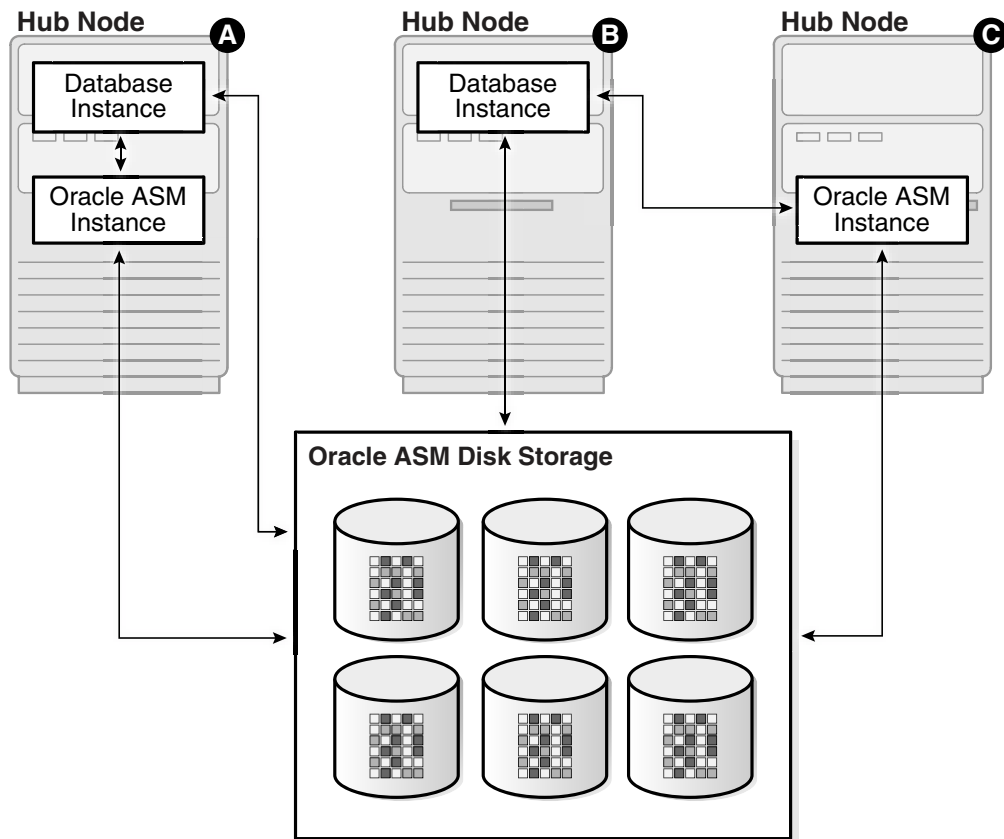 Hub Node
A
Database
Instance
Oracle ASM
Instance
Hub Node
B
Database
Instance
Hub Node
C
Oracle ASM
Instance
Oracle ASM Disk Storage